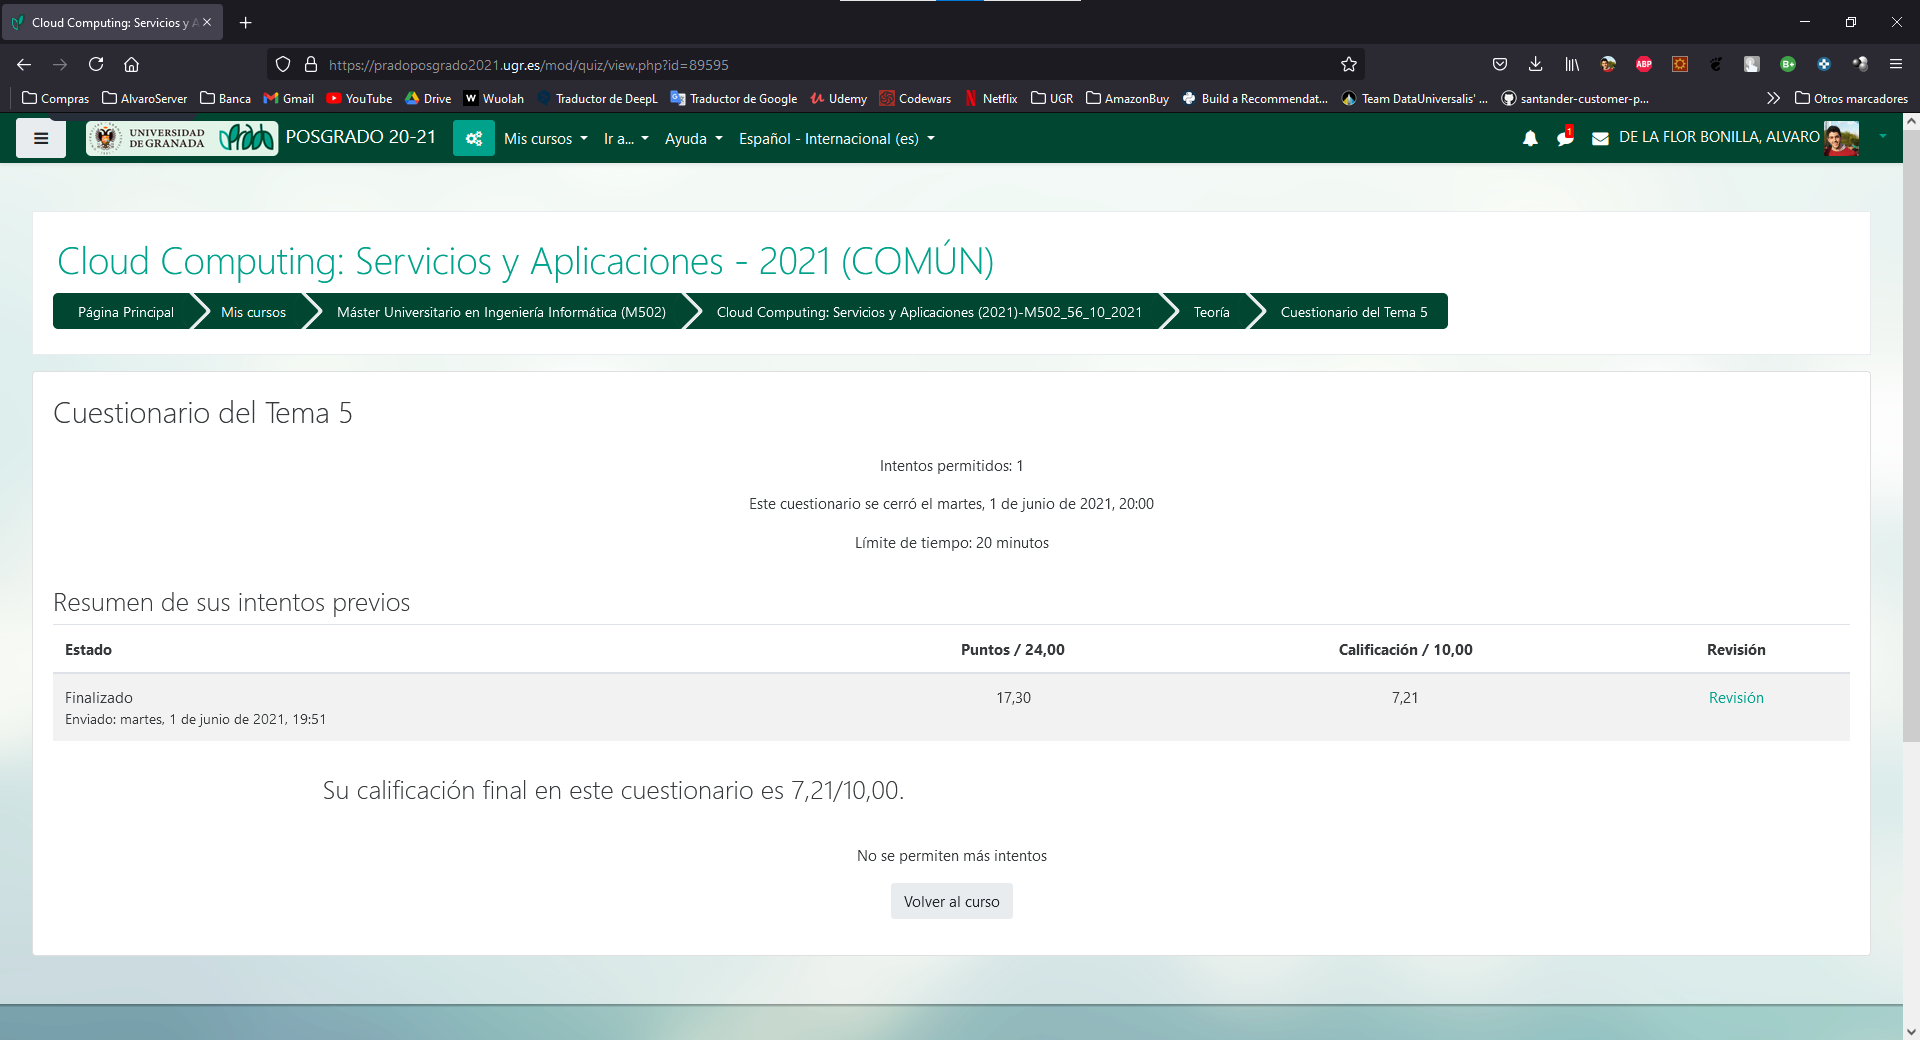 Cloud Computing: Servicios y A
https://pradoposgrado2021.ugr.es/mod/quiz/view.php?id=89595
ABP
B+
Compras AlvaroServer Banca Gmail YouTube Drive W Wuolah Traductor de DeepL Traductor de Google Udemy Codewars Netflix UGR AmazonBuy Build a Recommendat... Team DataUniversalis' ... santander-customer-p... Otros marcadores
UNIVERSIDAD
DE GRANADA
POSGRADO 20-21 Mis cursos Ir a... Ayuda Español - Internacional (es) 1 DE LA FLOR BONILLA, ALVARO
Cloud Computing: Servicios y Aplicaciones - 2021 (COMÚN)
Página Principal Mis cursos Máster Universitario en Ingeniería Informática (M502) Cloud Computing: Servicios y Aplicaciones (2021)-M502_56_10_2021 Teoría Cuestionario del Tema 5
Cuestionario del Tema 5
Intentos permitidos: 1
Este cuestionario se cerró el martes, 1 de junio de 2021, 20:00
Límite de tiempo: 20 minutos
Resumen de sus intentos previos
Estado Puntos / 24,00 Calificación / 10,00 Revisión
Finalizado 17,30 7,21 Revisión
Enviado: martes, 1 de junio de 2021, 19:51
Su calificación final en este cuestionario es 7,21/10,00.
No se permiten más intentos
Volver al curso